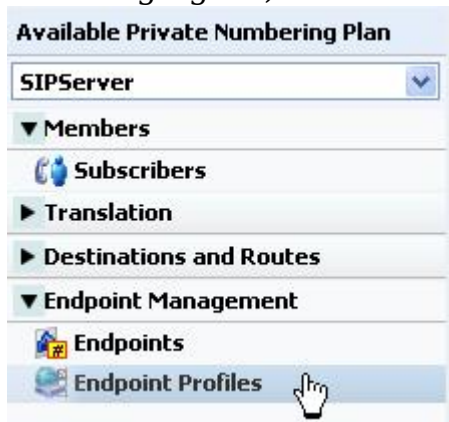 Available Private Numbering Plan
SIPServer
Members
Subscribers
Translation
Destinations and Routes
Endpoint Management
Endpoints
Endpoint Profiles